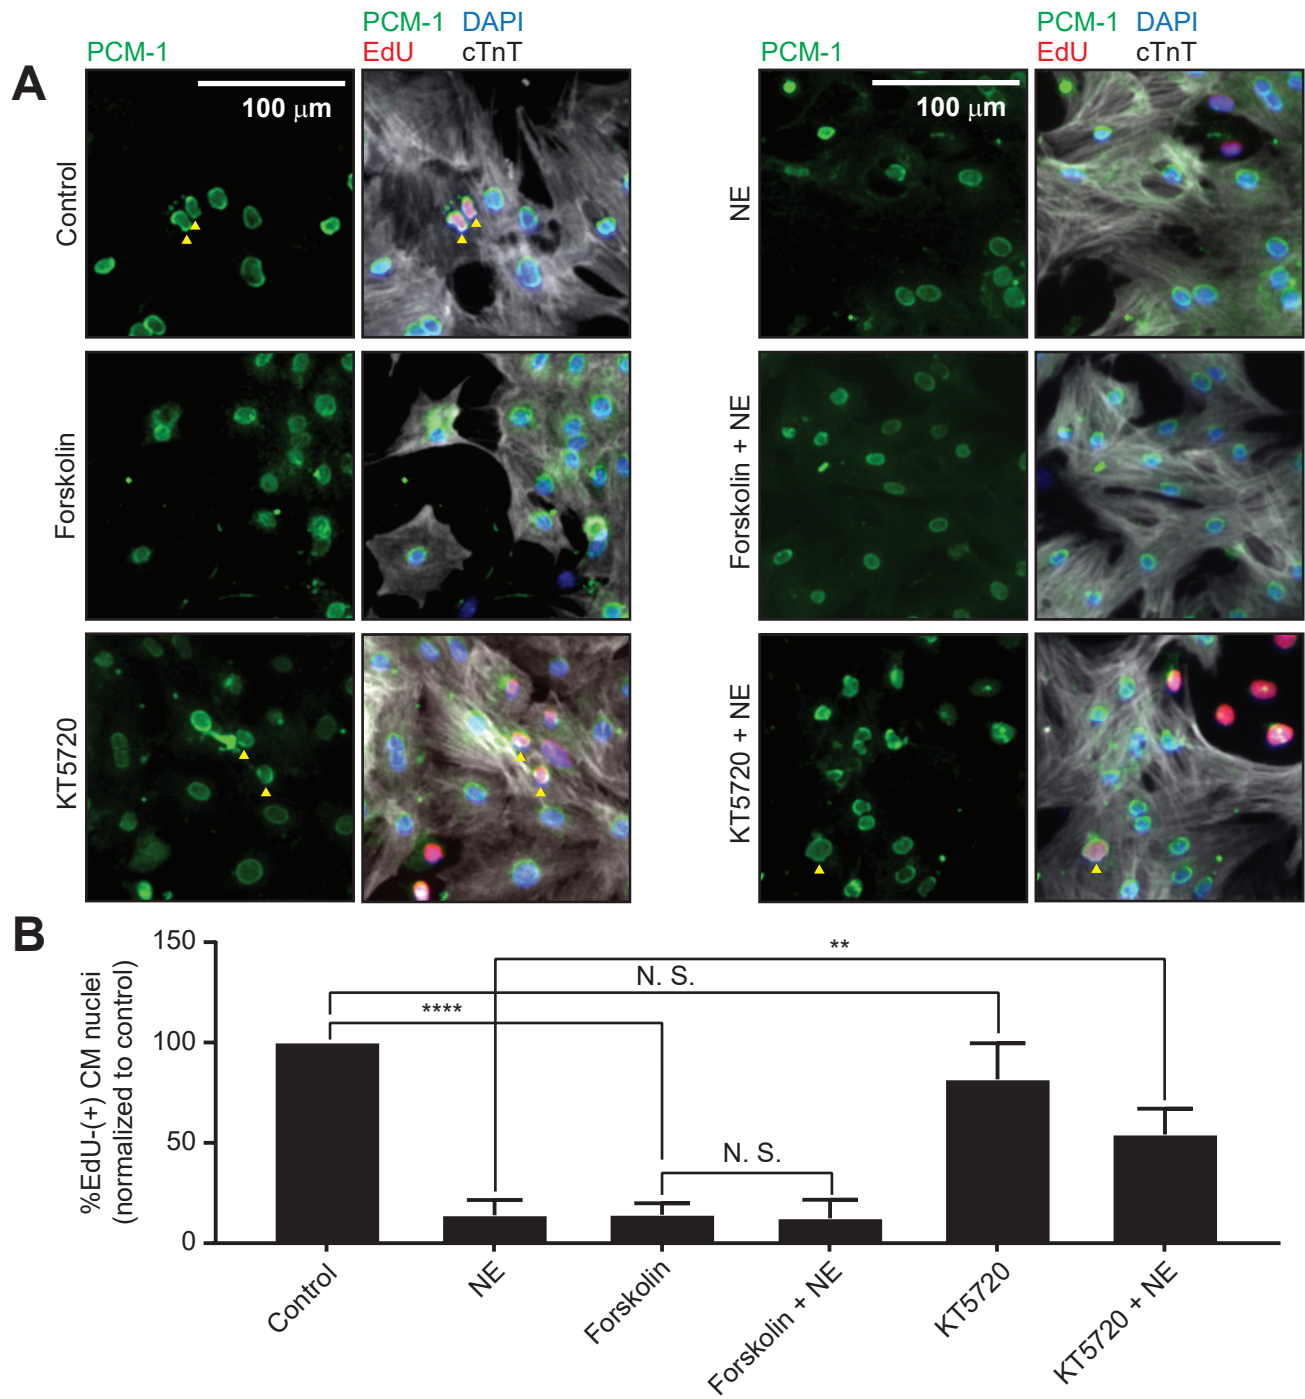 PCM-1 DAPI
PCM-1 EdU cTnT
PCM-1 DAPI
PCM-1 EdU cTnT
A
100 μm
100 μm
Control
NE
Forskolin
Forskolin + NE
KT5720
KT5720 + NE
B
%EdU-(+) CM nuclei
(normalized to control)
150
100
50
0
**
N. S.
****
N. S.
Control
NE
Forskolin
Forskolin + NE
KT5720
KT5720 + NE